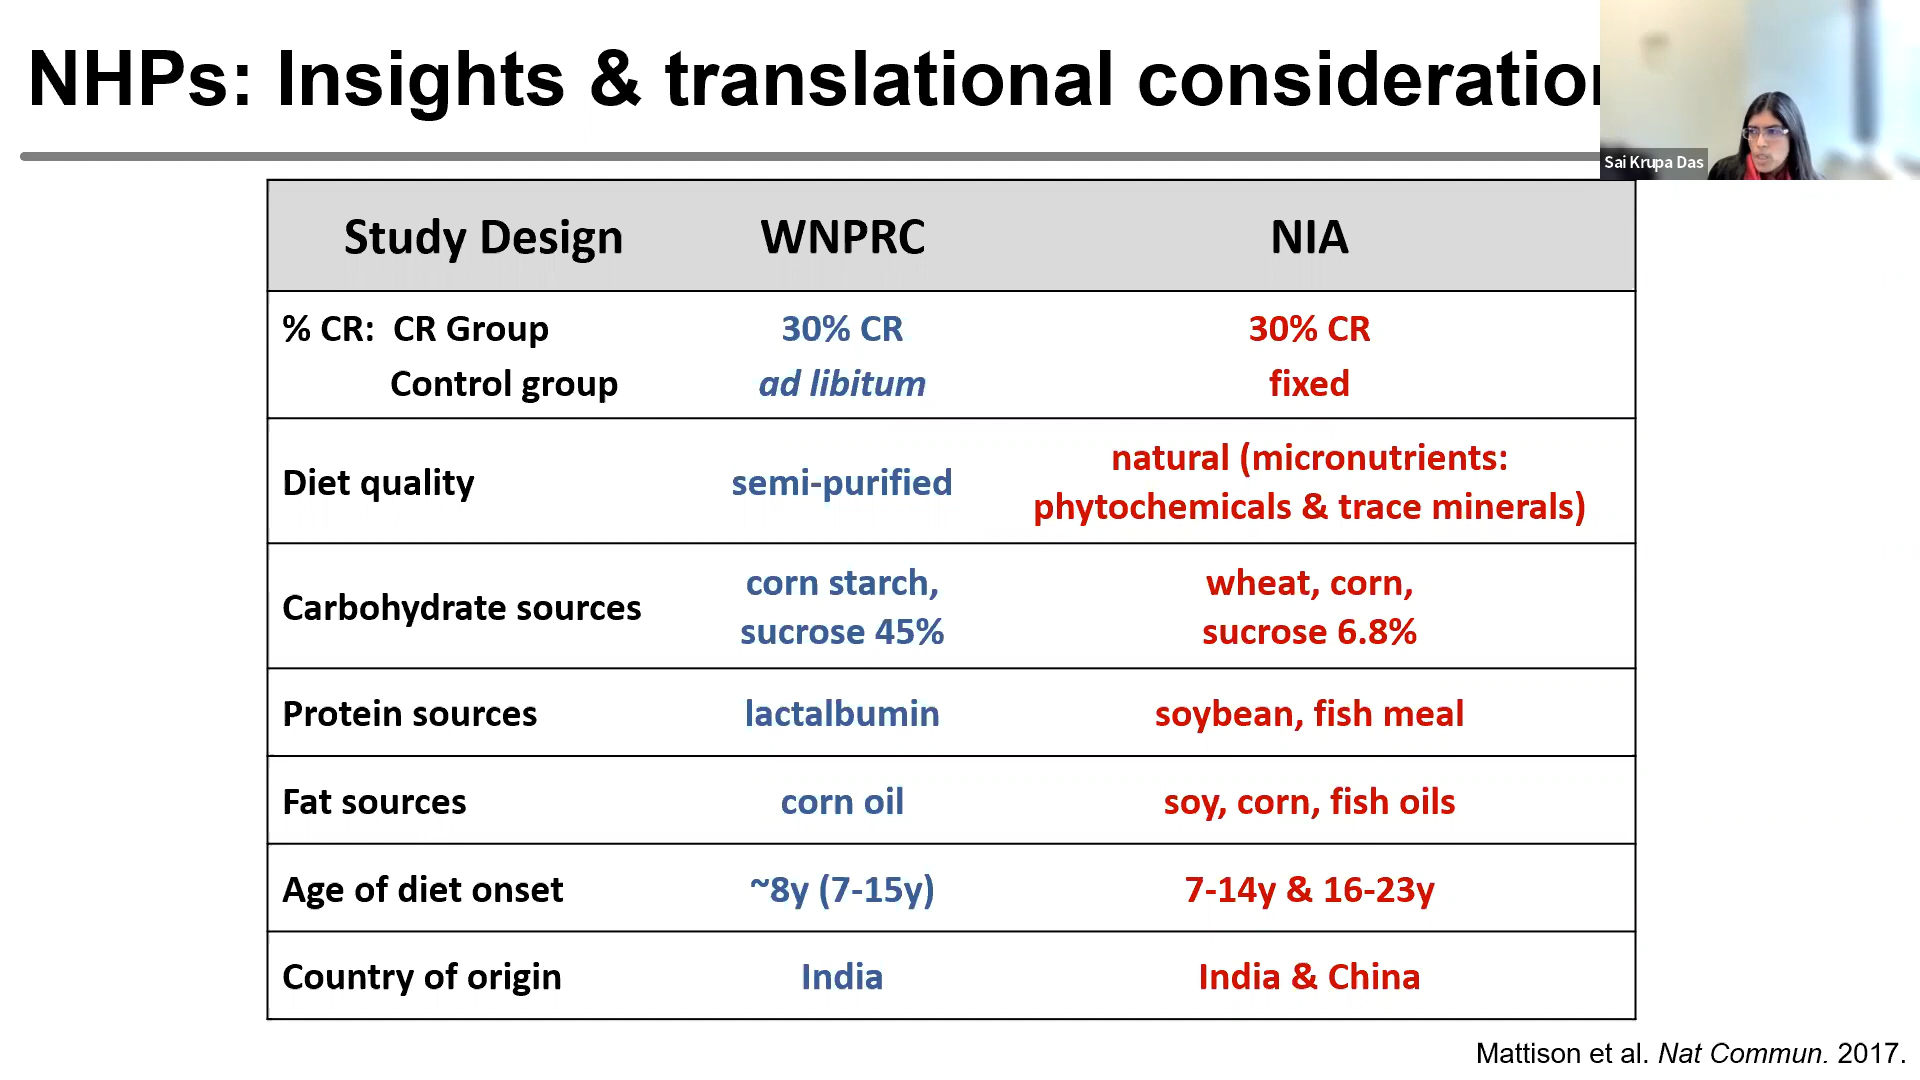 NHPs: Insights & translational consideration
Sai Krupa Das
Study Design WNPRC NIA
% CR: CR Group 30% CR 30% CR
Control group ad libitum fixed
Diet quality semi-purified natural (micronutrients:
phytochemicals & trace minerals)
Carbohydrate sources corn starch, wheat, corn,
sucrose 45% sucrose 6.8%
Protein sources lactalbumin soybean, fish meal
Fat sources corn oil soy, corn, fish oils
Age of diet onset ~8y (7-15y) 7-14y & 16-23y
Country of origin India India & China
Mattison et al. Nat Commun. 2017.